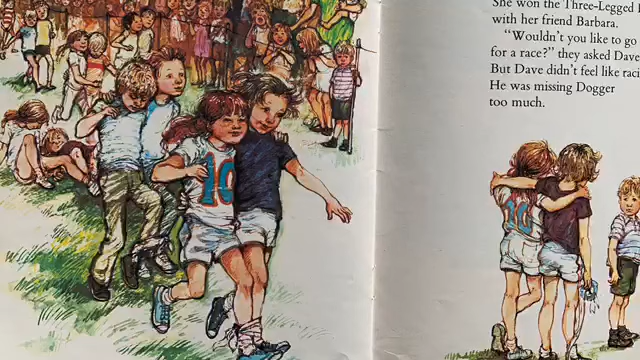 She won the Three-Legged
with her friend Barbara.
"Wouldn't you like to go
for a race?" they asked Dave
But Dave didn't feel like
He was missing Dogger
too much.
10
10